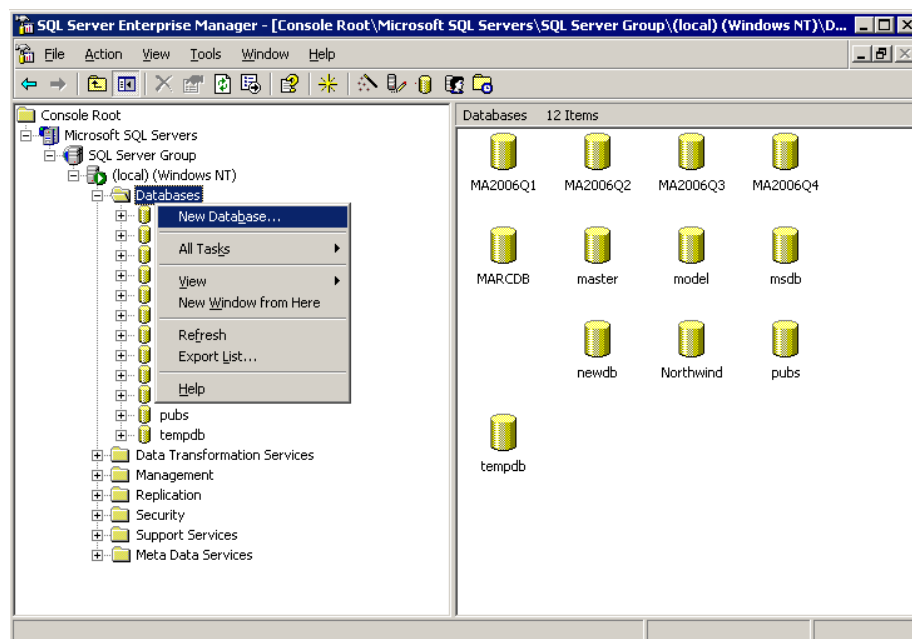 SQL Server Enterprise Manager - [Console Root\Microsoft SQL Servers\SQL Server Group\(local) (Windows NT)\D...
File Action View Tools Window Help
Console Root
Microsoft SQL Servers
SQL Server Group
(local) (Windows NT)
Databases
New Database...
All Tasks
View
New Window from Here
Refresh
Export List...
Help
pubs
tempdb
Data Transformation Services
Management
Replication
Security
Support Services
Meta Data Services
Databases 12 Items
MA2006Q1 MA2006Q2 MA2006Q3 MA2006Q4
MARCDB master model msdb
newdb Northwind pubs
tempdb